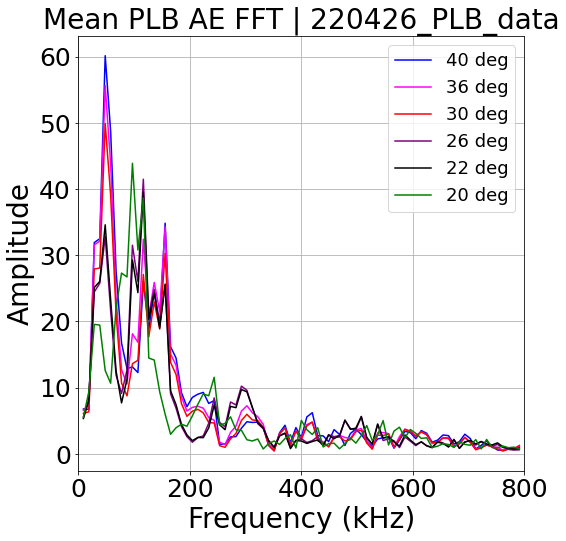 Mean PLB AE FFT | 220426_PLB_data
Amplitude
60
50
40
30
20
10
0
40 deg
36 deg
30 deg
26 deg
22 deg
20 deg
0 200 400 600 800
Frequency (kHz)